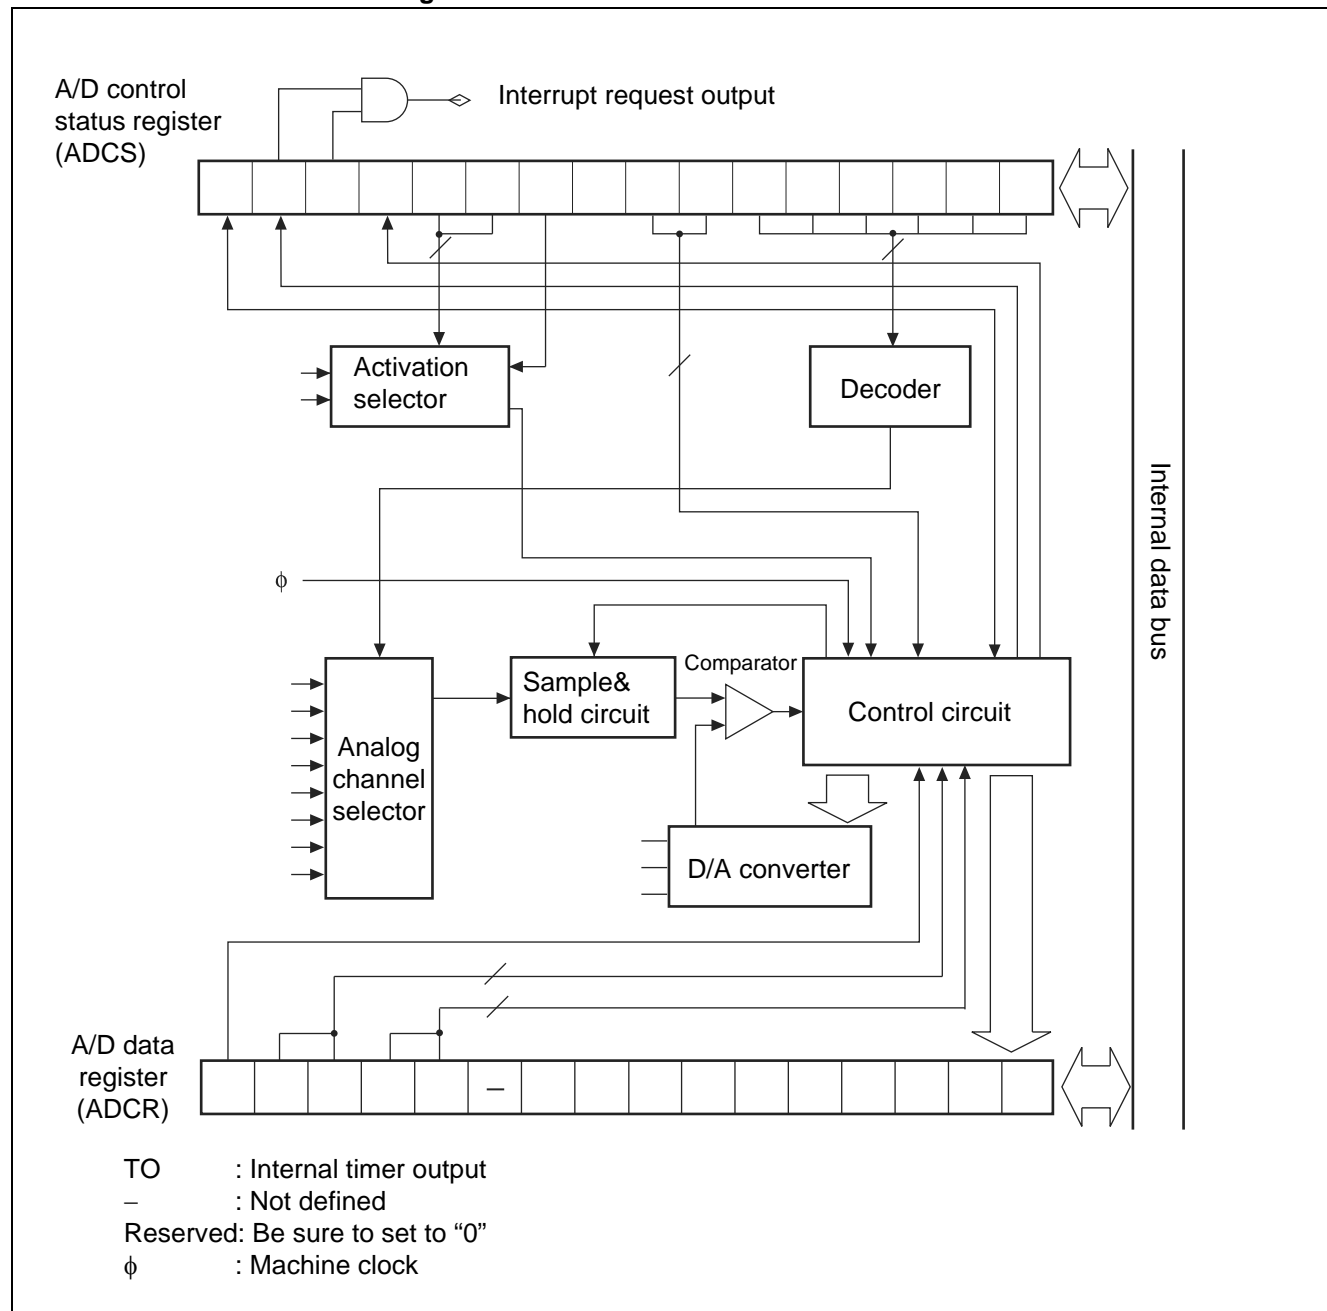 A/D control
status register
(ADCS)
Interrupt request output
Activation
selector
Decoder
Internal data bus
ϕ
Comparator
Sample&
hold circuit
Control circuit
Analog
channel
selector
D/A converter
A/D data
register
(ADCR)
–
TO : Internal timer output
– : Not defined
Reserved: Be sure to set to “0”
ϕ : Machine clock